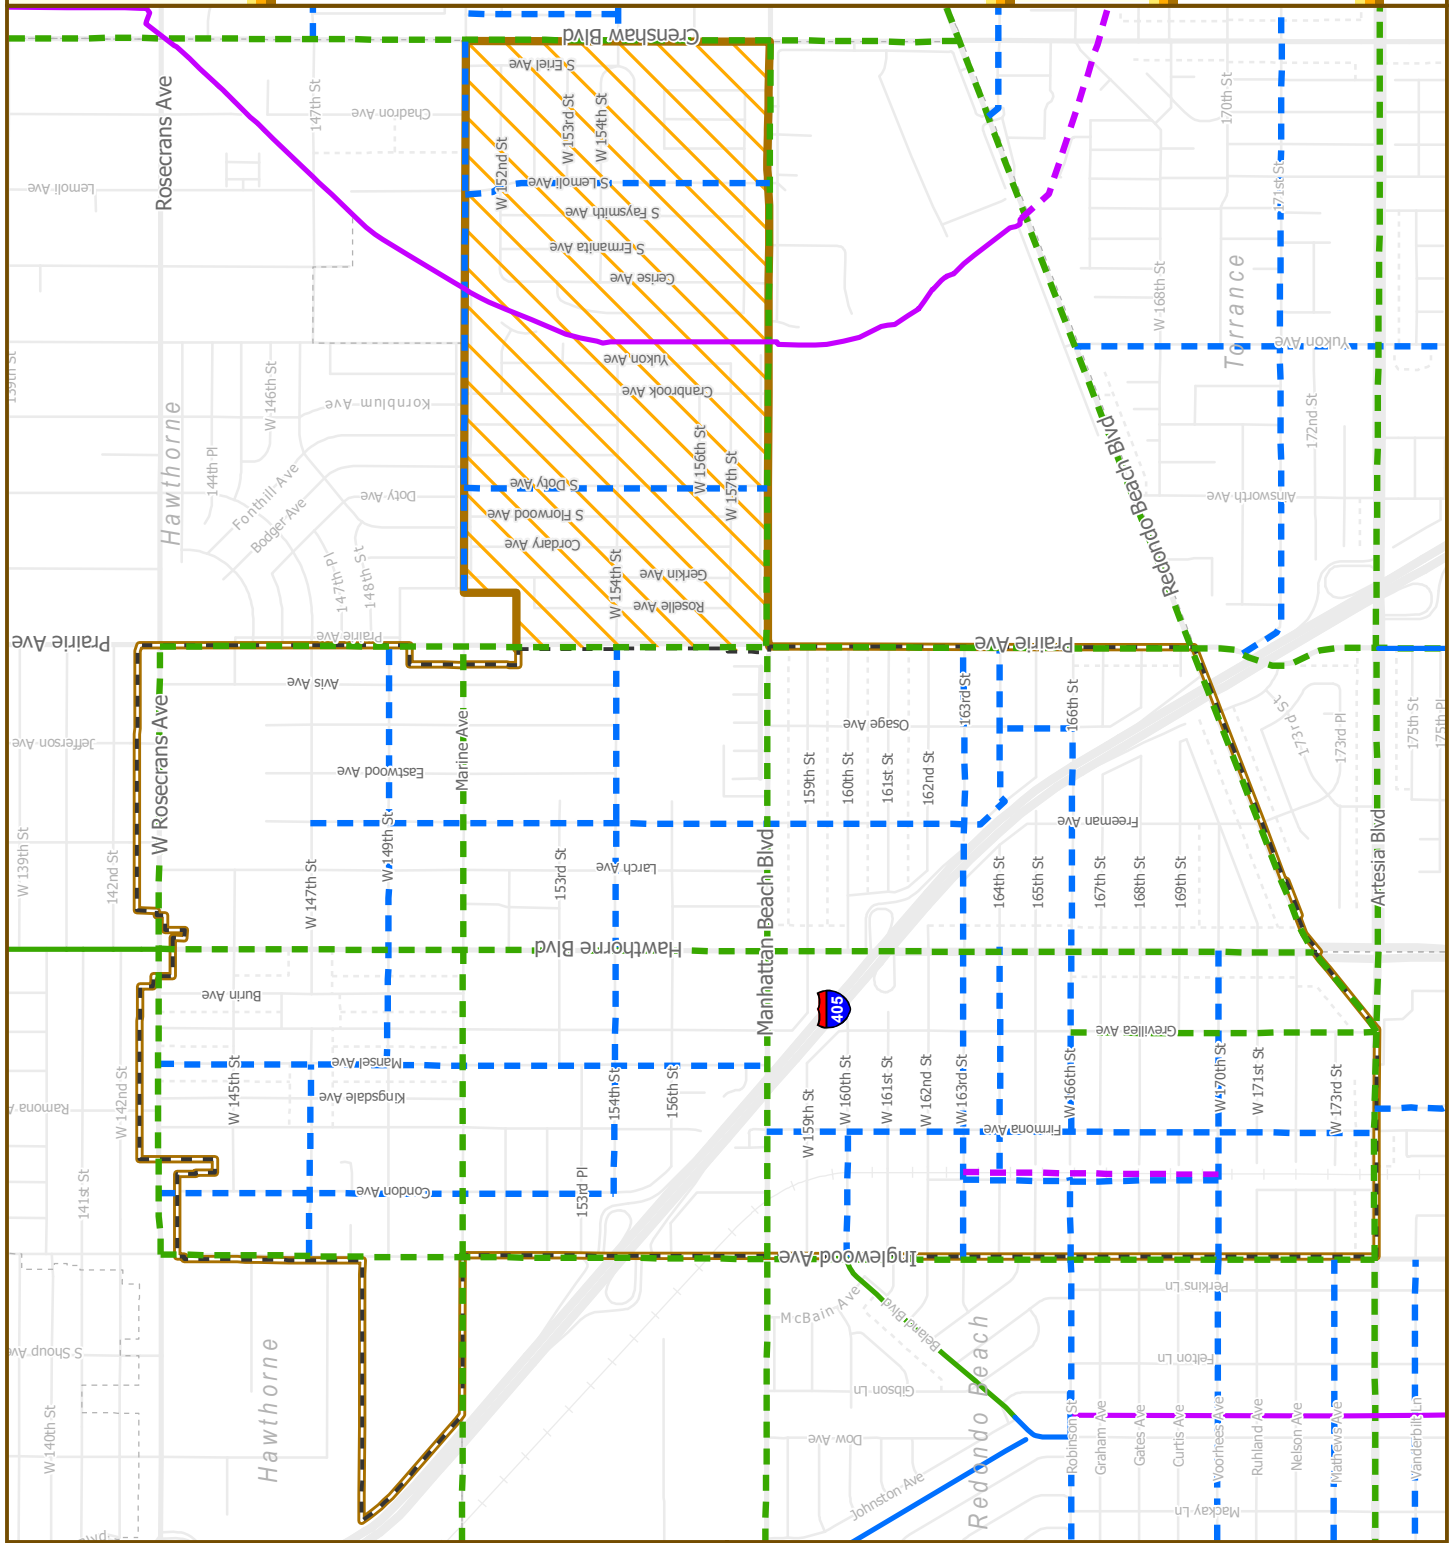 Crenshaw Blvd
S Eriel Ave
Rosecrans Ave
147th St
Chadron Ave
W 153rd St
W 154th St
170th St
W 152nd St
Lemoli Ave
S Lemoli Ave
171st St
S Faysmith Ave
S Ermanita Ave
Cerise Ave
W 168th St
Torrance
Yukon Ave
Yukon Ave
139th St
Hawthorne
W 146th St
Kornblum Ave
Cranbrook Ave
172nd St
Redondo Beach Blvd
144th Pl
Fonthill Ave
Bodger Ave
Doty Ave
S Doty Ave
W 156th St
W 157th St
Ainsworth Ave
S Florwood Ave
Cordary Ave
147th Pl
148th St
W 154th St
Gerkin Ave
Roselle Ave
Prairie Ave
Prairie Ave
Prairie Ave
Avis Ave
163rd St
166th St
Jefferson Ave
W Rosecrans Ave
Marine Ave
Osage Ave
173rd St
173rd Pl
175th St
175th Pl
Eastwood Ave
159th St
160th St
161st St
162nd St
Freeman Ave
W 139th St
142nd St
W 147th St
W 149th St
153rd St
Larch Ave
Manhattan Beach Blvd
164th St
165th St
167th St
168th St
169th St
Artesia Blvd
Hawthorne Blvd
Burin Ave
405
Grevillea Ave
Mansel Ave
Ramona Ave
W 142nd St
W 145th St
Kingsdale Ave
154th St
156th St
W 159th St
W 160th St
W 161st St
W 162nd St
W 163rd St
W 166th St
W 170th St
W 171st St
W 173rd St
Firmona Ave
141st St
Condon Ave
153rd Pl
Inglewood Ave
Perkins Ln
McBain Ave
Beland Blvd
S Shoup Ave
Hawthorne
Redondo Beach
Felton Ln
Gibson Ln
W 140th St
Dow Ave
Robinson St
Graham Ave
Gates Ave
Curtis Ave
Voorhees Ave
Ruhland Ave
Nelson Ave
Mathews Ave
Vanderbilt Ln
Johnston Ave
Mackay Ln